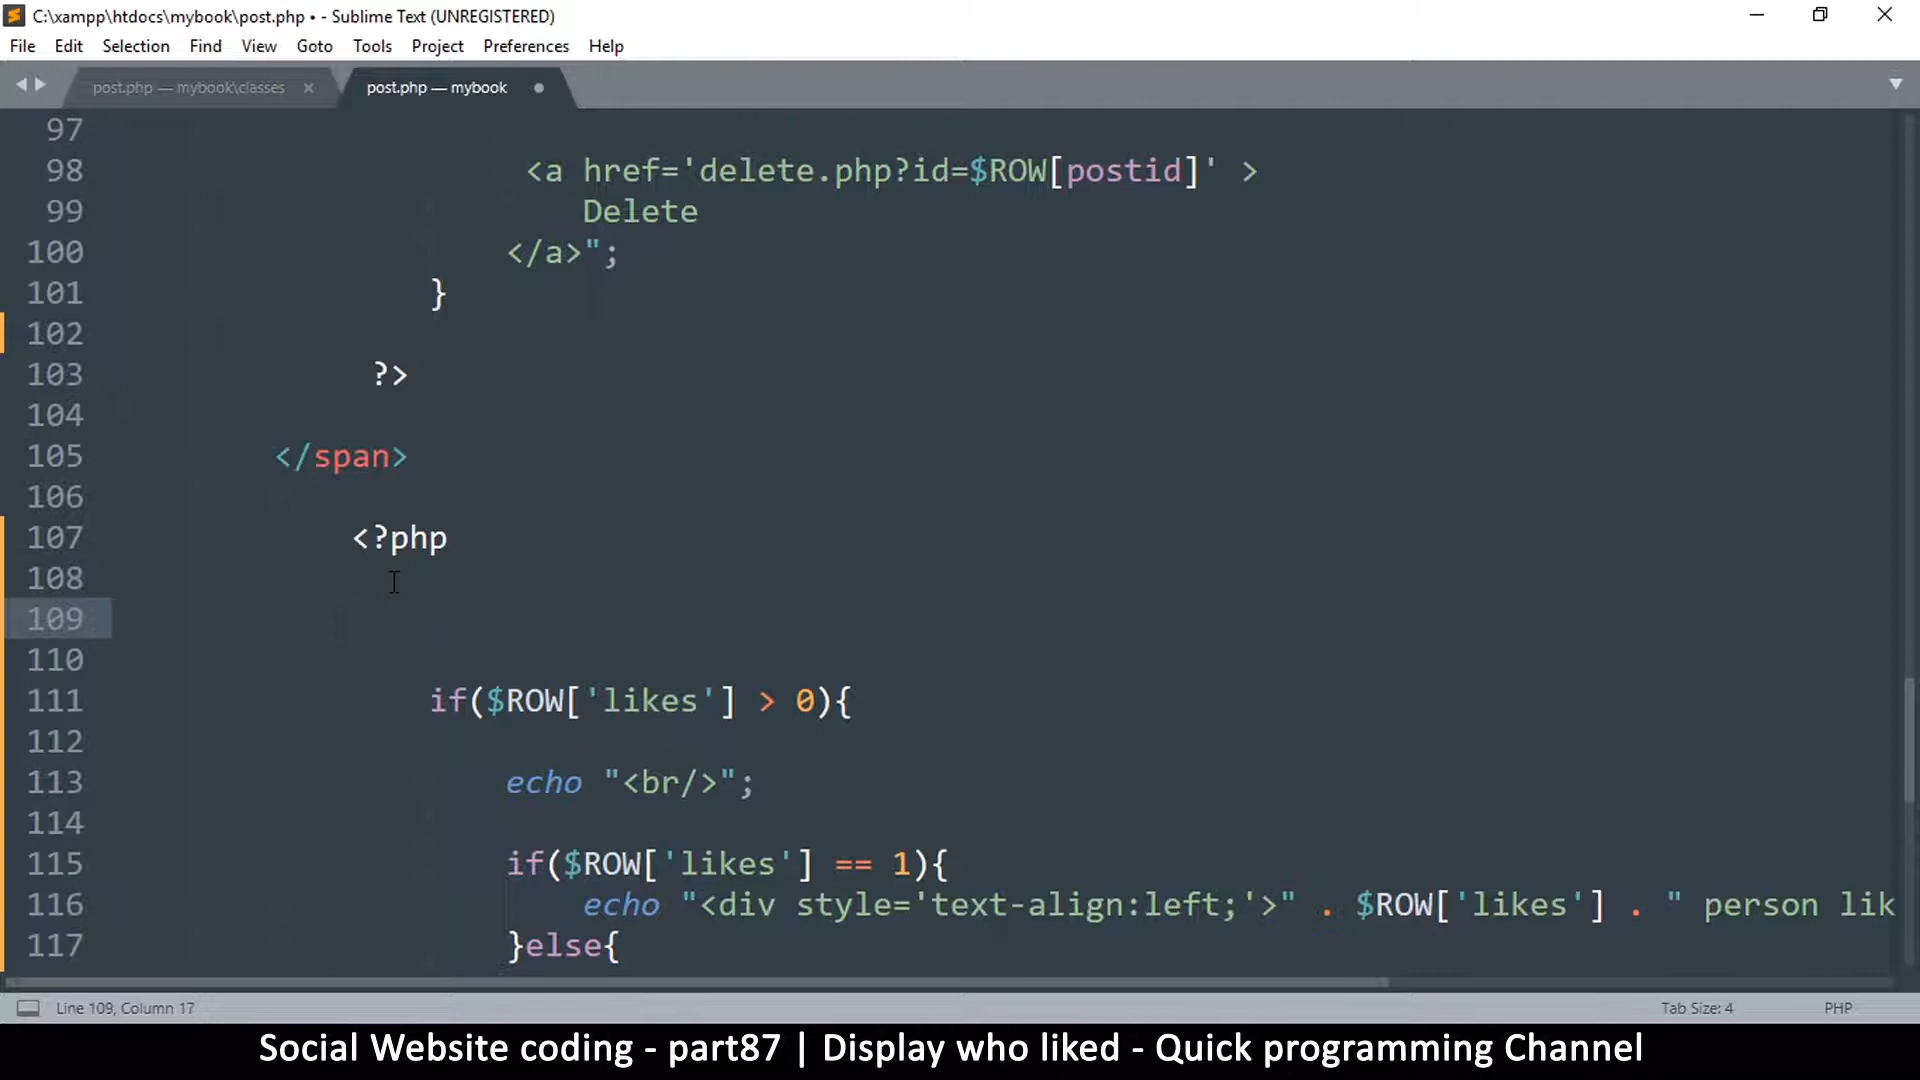 C:\xampp\htdocs\mybook\post.php • - Sublime Text (UNREGISTERED)
File Edit Selection Find View Goto Tools Project Preferences Help
post.php — mybook\classes × post.php — mybook
97
98 <a href='delete.php?id=$ROW[postid]' >
99 Delete
100 </a>";
101 }
102
103 ?>
104
105 </span>
106
107 <?php
108
109
110
111 if($ROW['likes'] > 0){
112
113 echo "<br/>";
114
115 if($ROW['likes'] == 1){
116 echo "<div style='text-align:left;'>" . $ROW['likes'] . " person lik
117 }else{
Line 109, Column 17 Tab Size: 4 PHP
Social Website coding - part87 | Display who liked - Quick programming Channel